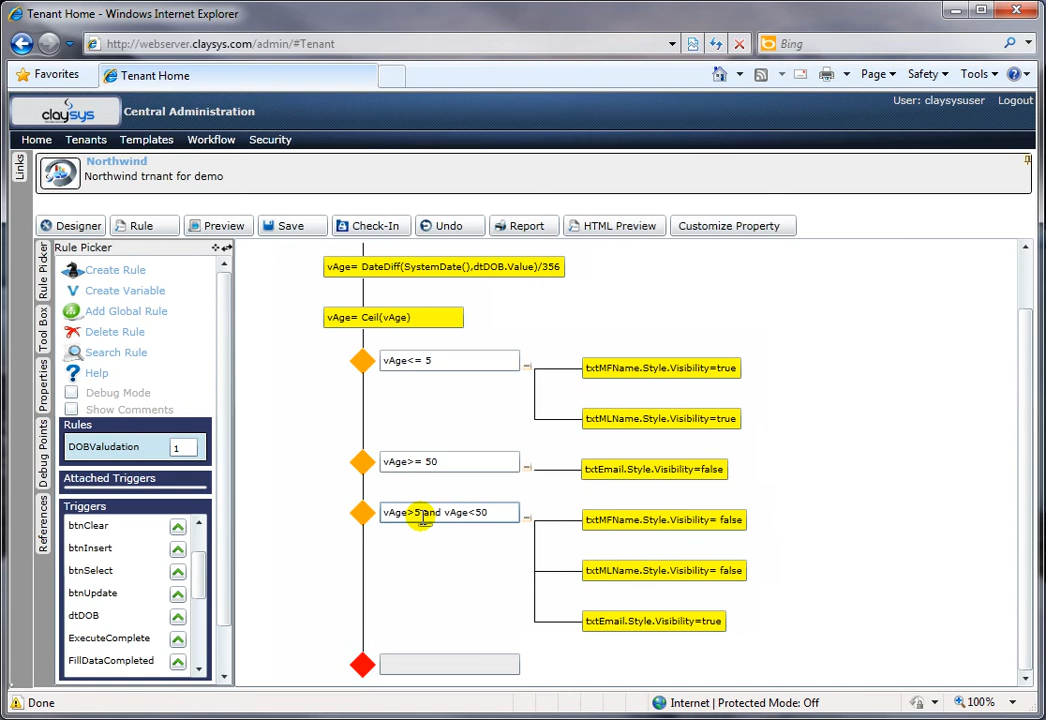 Tenant Home - Windows Internet Explorer
http://webserver.claysys.com/admin/#Tenant
Bing
Favorites
Tenant Home
Page
Safety
Tools
claysys
Central Administration
User: claysysuser
Logout
Home
Tenants
Templates
Workflow
Security
Links
Northwind
Northwind trnant for demo
Designer
Rule
Preview
Save
Check-In
Undo
Report
HTML Preview
Customize Property
Rule Picker
Tool Box
Properties
Debug Points
References
Rule Picker
Create Rule
Create Variable
Add Global Rule
Delete Rule
Search Rule
Help
Debug Mode
Show Comments
Rules
DOBValudation
1
Attached Triggers
Triggers
btnClear
btnInsert
btnSelect
btnUpdate
dtDOB
ExecuteComplete
FillDataCompleted
vAge= DateDiff(SystemDate(),dtDOB.Value)/356
vAge= Ceil(vAge)
vAge<= 5
txtMFName.Style.Visibility=true
txtMLName.Style.Visibility=true
vAge>= 50
txtEmail.Style.Visibility=false
vAge>5 and vAge<50
txtMFName.Style.Visibility= false
txtMLName.Style.Visibility= false
txtEmail.Style.Visibility=true
Done
Internet | Protected Mode: Off
100%